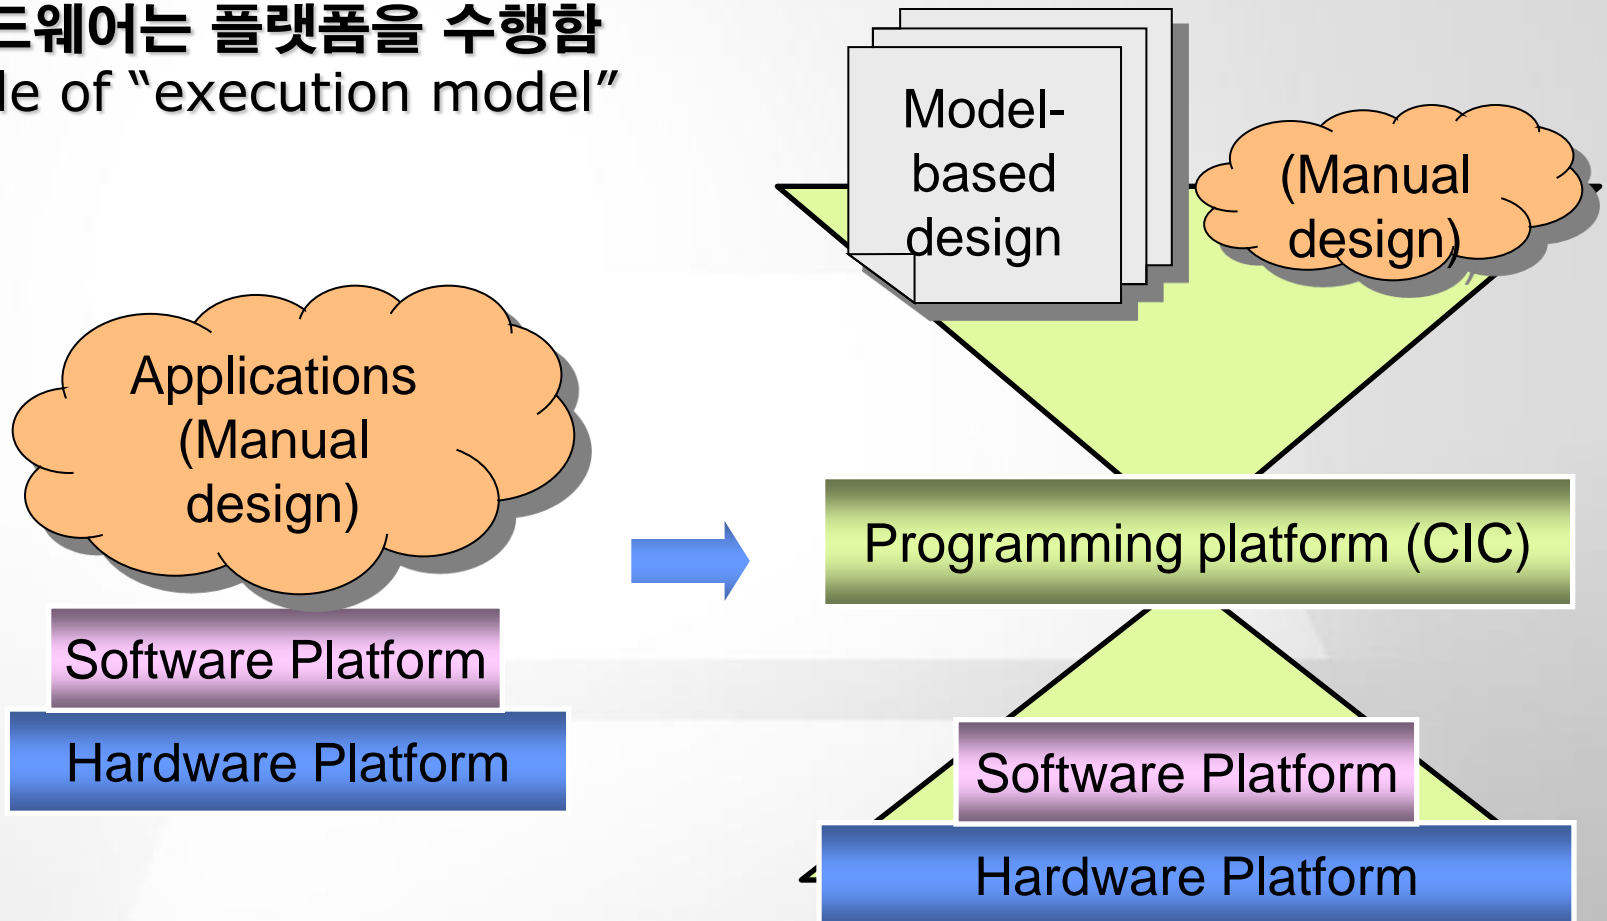 드웨어는 플랫폼을 수행함
le of “execution model”
Model-
based
design
(Manual
design)
Applications
(Manual
design)
Programming platform (CIC)
Software Platform
Hardware Platform
Software Platform
Hardware Platform